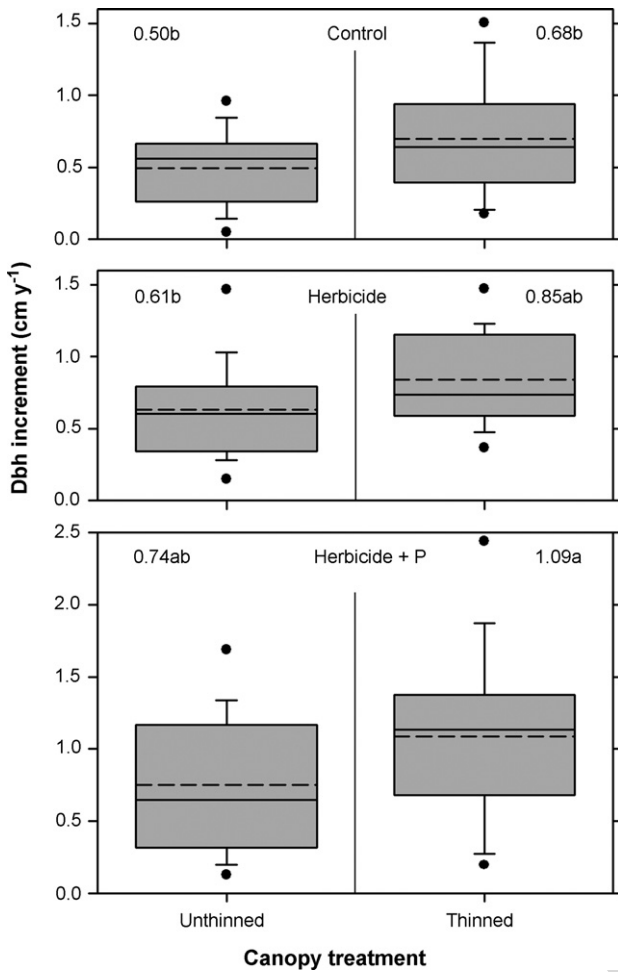 1.5
0.50b Control 0.68b
1.0
0.5
0.0
1.5
0.61b Herbicide 0.85ab
1.0
0.5
0.0
2.5
0.74ab Herbicide + P 1.09a
2.0
1.5
1.0
0.5
0.0
Dbh increment (cm y⁻¹)
Unthinned Thinned
Canopy treatment